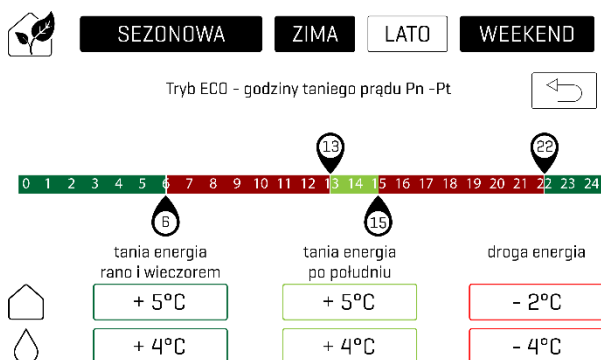 SEZONOWA ZIMA LATO WEEKEND
Tryb ECO - godziny taniego prądu Pn -Pt
13 22
0 1 2 3 4 5 6 7 8 9 10 11 12 13 14 15 16 17 18 19 20 21 22 23 24
6 15
tania energia tania energia droga energia
rano i wieczorem po południu
+ 5°C + 5°C - 2°C
+ 4°C + 4°C - 4°C